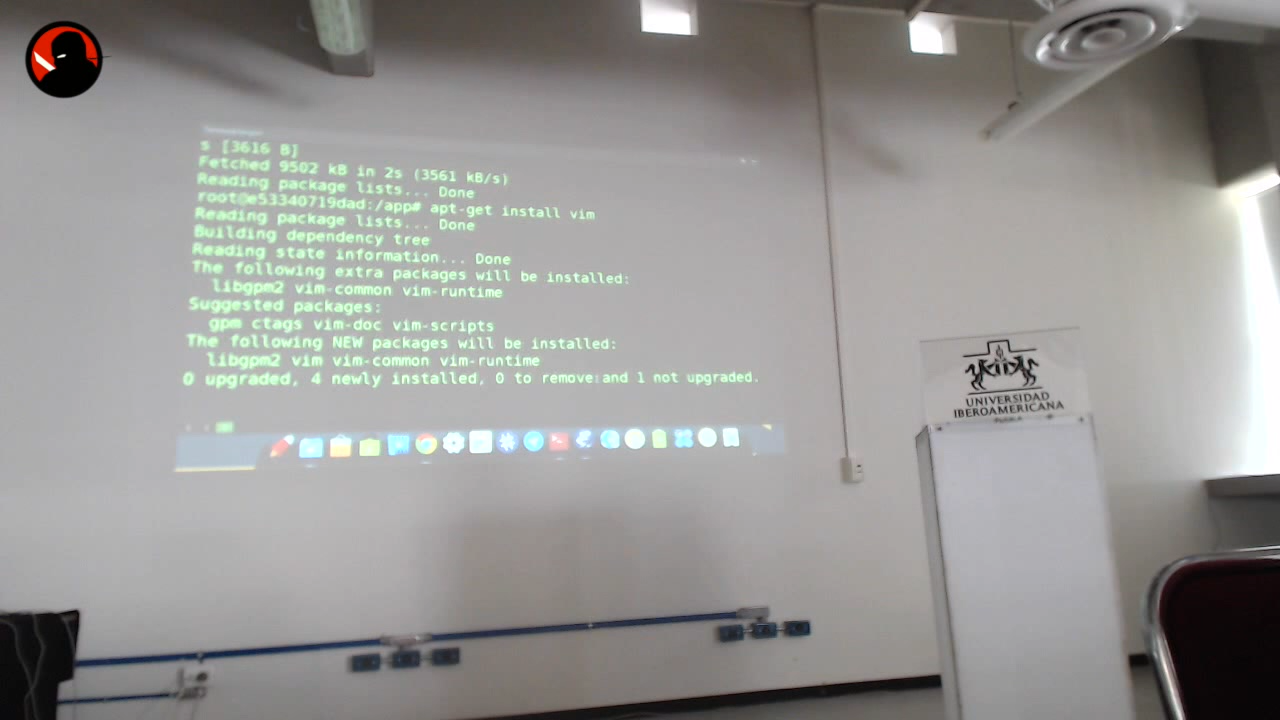 s [3616 B]
Fetched 9502 kB in 2s (3561 kB/s)
Reading package lists... Done
root@e53340719dad:/app# apt-get install vim
Reading package lists... Done
Building dependency tree
Reading state information... Done
The following extra packages will be installed:
libgpm2 vim-common vim-runtime
Suggested packages:
gpm ctags vim-doc vim-scripts
The following NEW packages will be installed:
libgpm2 vim vim-common vim-runtime
0 upgraded, 4 newly installed, 0 to remove and 1 not upgraded.
UNIVERSIDAD
IBEROAMERICANA